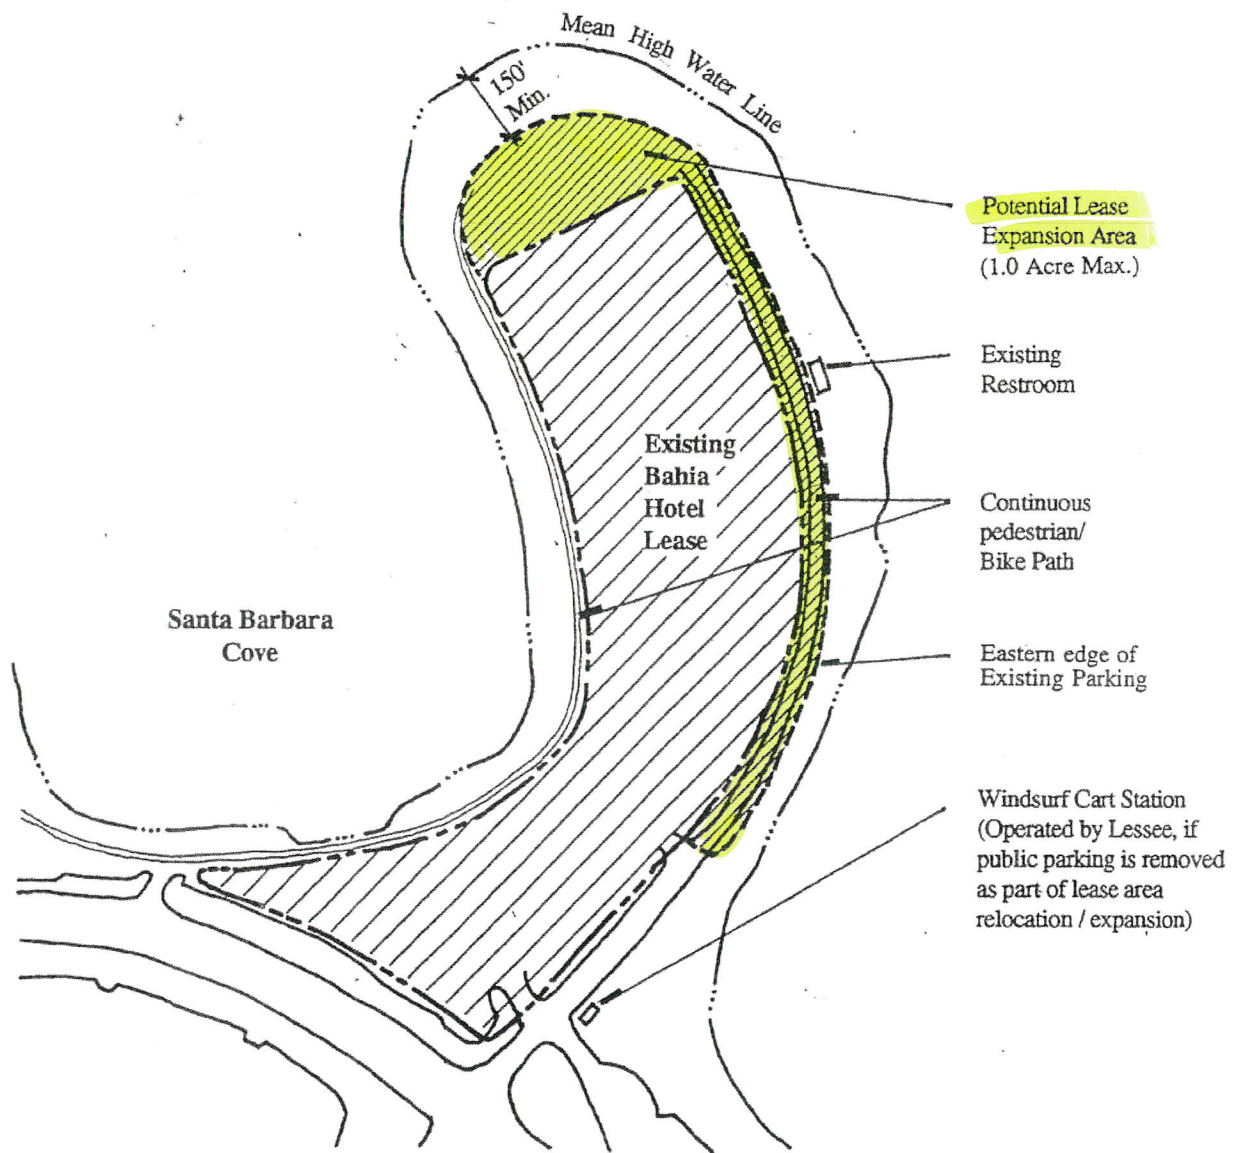 Mean High Water Line
150'
Min.
Potential Lease
Expansion Area
(1.0 Acre Max.)
Existing
Restroom
Existing
Bahia
Hotel
Lease
Continuous
pedestrian/
Bike Path
Santa Barbara
Cove
Eastern edge of
Existing Parking
Windsurf Cart Station
(Operated by Lessee, if
public parking is removed
as part of lease area
relocation / expansion)